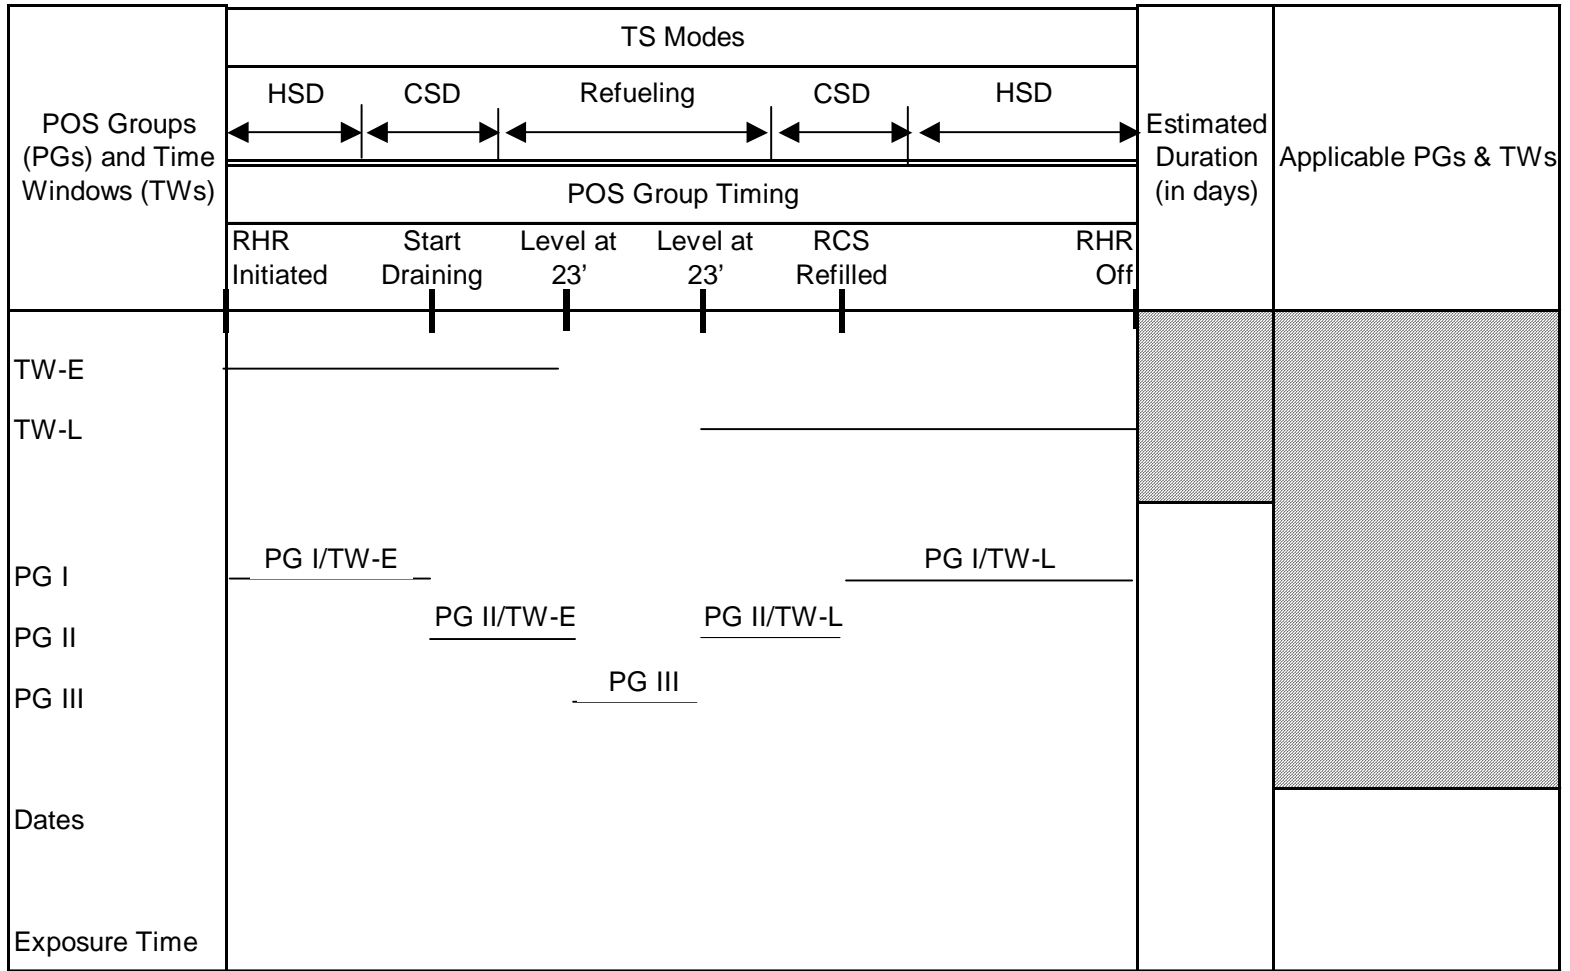 TS Modes
HSD CSD Refueling CSD HSD
POS Groups
(PGs) and Time
Windows (TWs)
Estimated
Duration
(in days)
Applicable PGs & TWs
POS Group Timing
RHR
Initiated
Start
Draining
Level at
23’
Level at
23’
RCS
Refilled
RHR
Off
TW-E
TW-L
PG I
PG I/TW-E
PG I/TW-L
PG II
PG II/TW-E
PG II/TW-L
PG III
PG III
Dates
Exposure Time